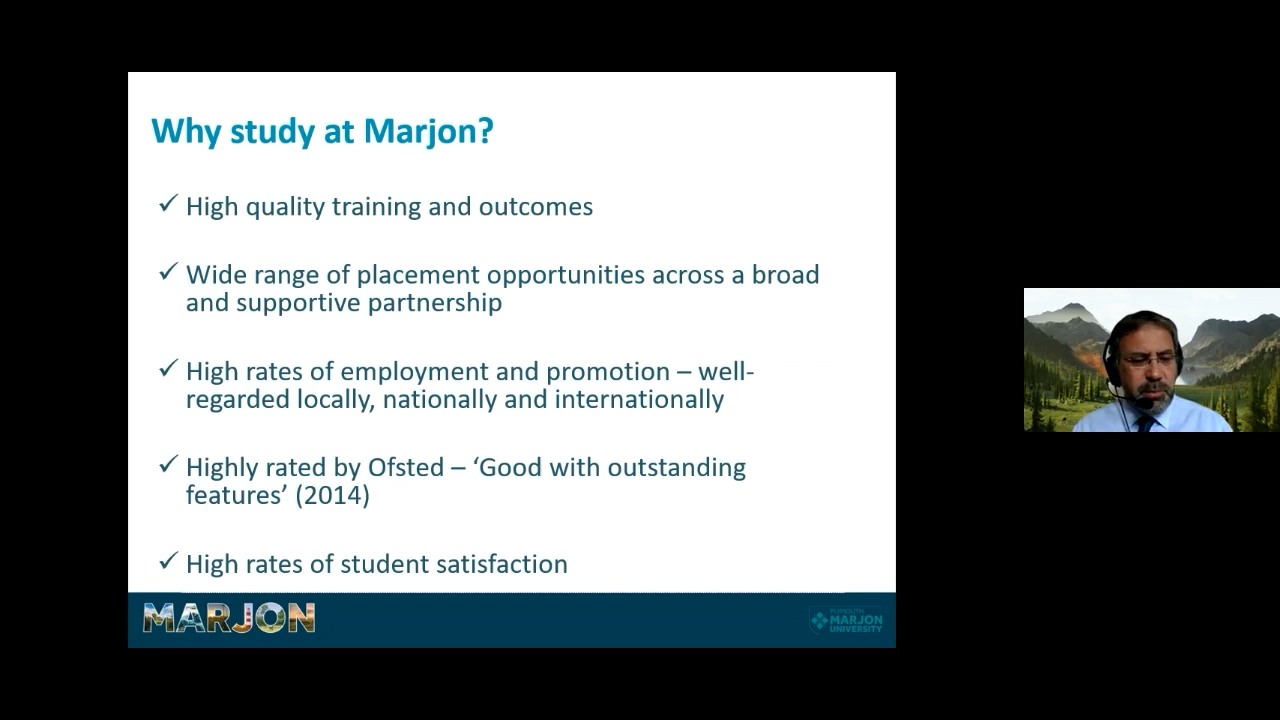 Why study at Marjon?
✓ High quality training and outcomes
✓ Wide range of placement opportunities across a broad
and supportive partnership
✓ High rates of employment and promotion – well-
regarded locally, nationally and internationally
✓ Highly rated by Ofsted – ‘Good with outstanding
features’ (2014)
✓ High rates of student satisfaction
MARJON
PLYMOUTH
MARJON
UNIVERSITY